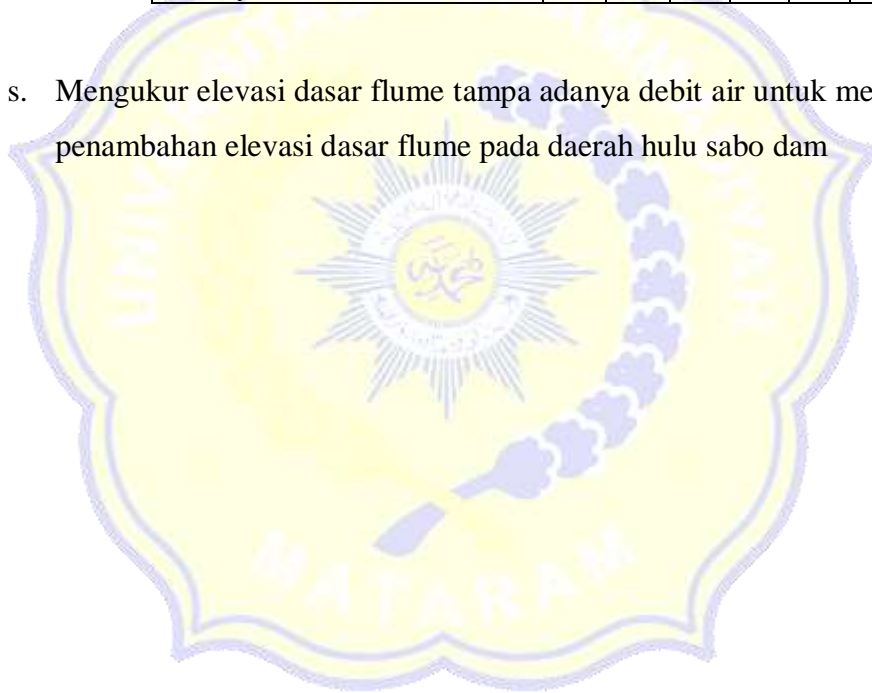 s. Mengukur elevasi dasar flume tampa adanya debit air untuk me
penambahan elevasi dasar flume pada daerah hulu sabo dam
MATARAM